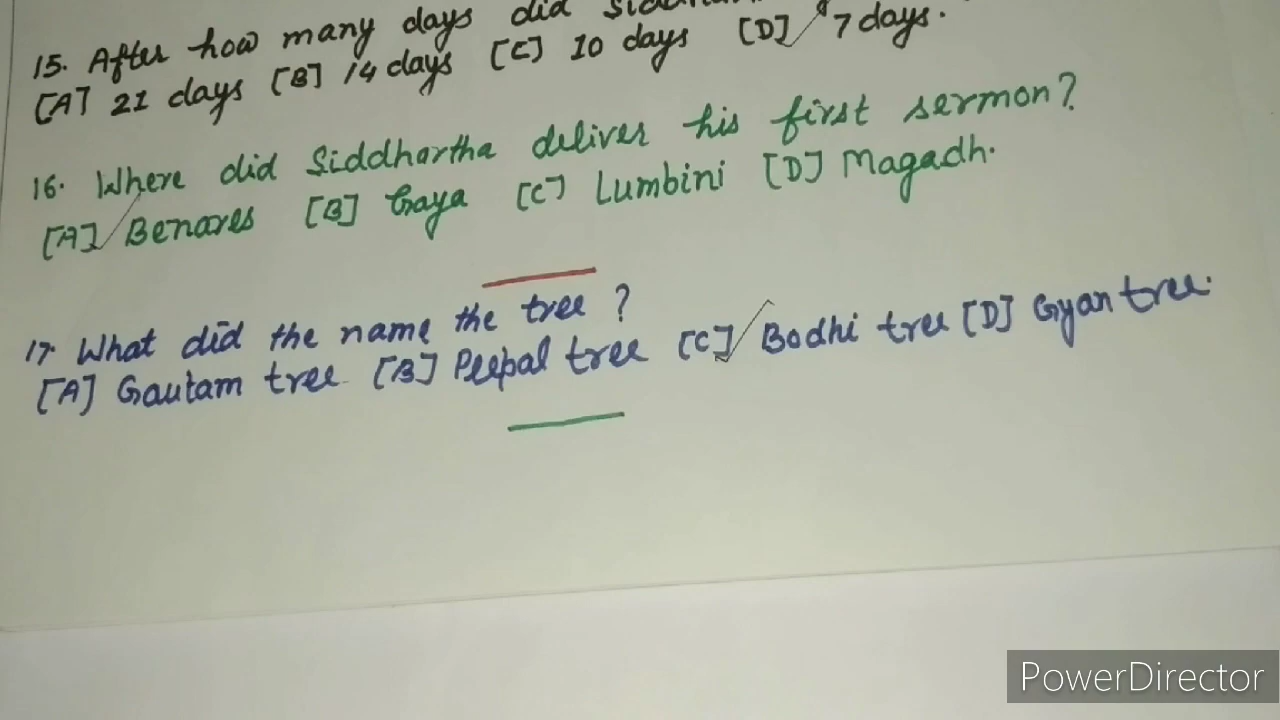 15. After how many days did
[A] 21 days [B] 14 days [C] 10 days [D] 7 days.
16. Where did Siddhartha deliver his first sermon?
[A] Benares [B] Gaya [C] Lumbini [D] Magadh.
17. What did the name the tree?
[A] Gautam tree [B] Peepal tree [C] Bodhi tree [D] Gyan tree.
PowerDirector